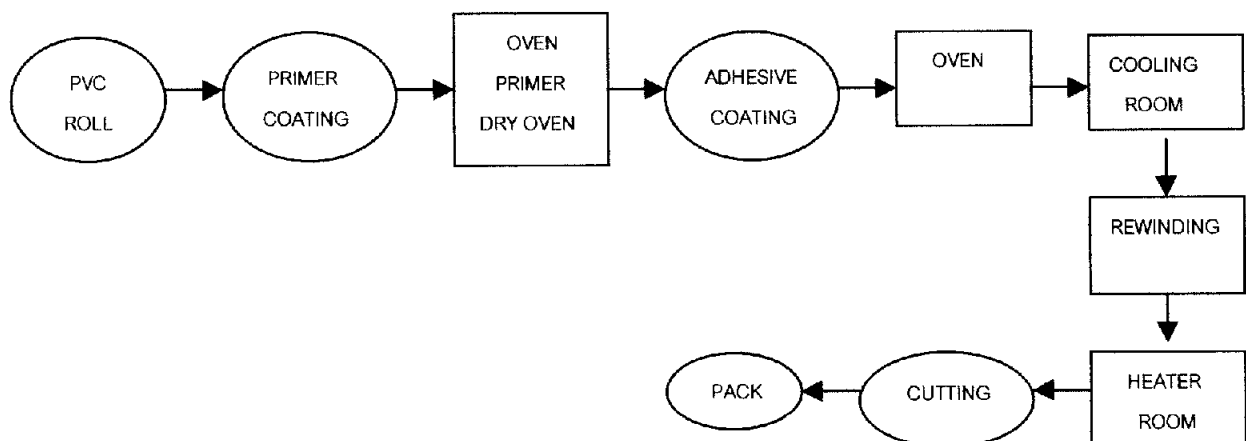 PVC
ROLL
PRIMER
COATING
OVEN
PRIMER
DRY OVEN
ADHESIVE
COATING
OVEN
COOLING
ROOM
REWINDING
HEATER
ROOM
CUTTING
PACK